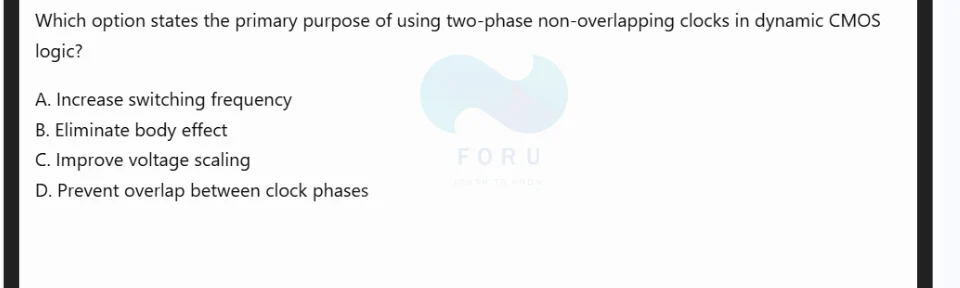 Which option states the primary purpose of using two-phase non-overlapping clocks in dynamic CMOS
logic?
A. Increase switching frequency
B. Eliminate body effect
C. Improve voltage scaling
D. Prevent overlap between clock phases
FORU